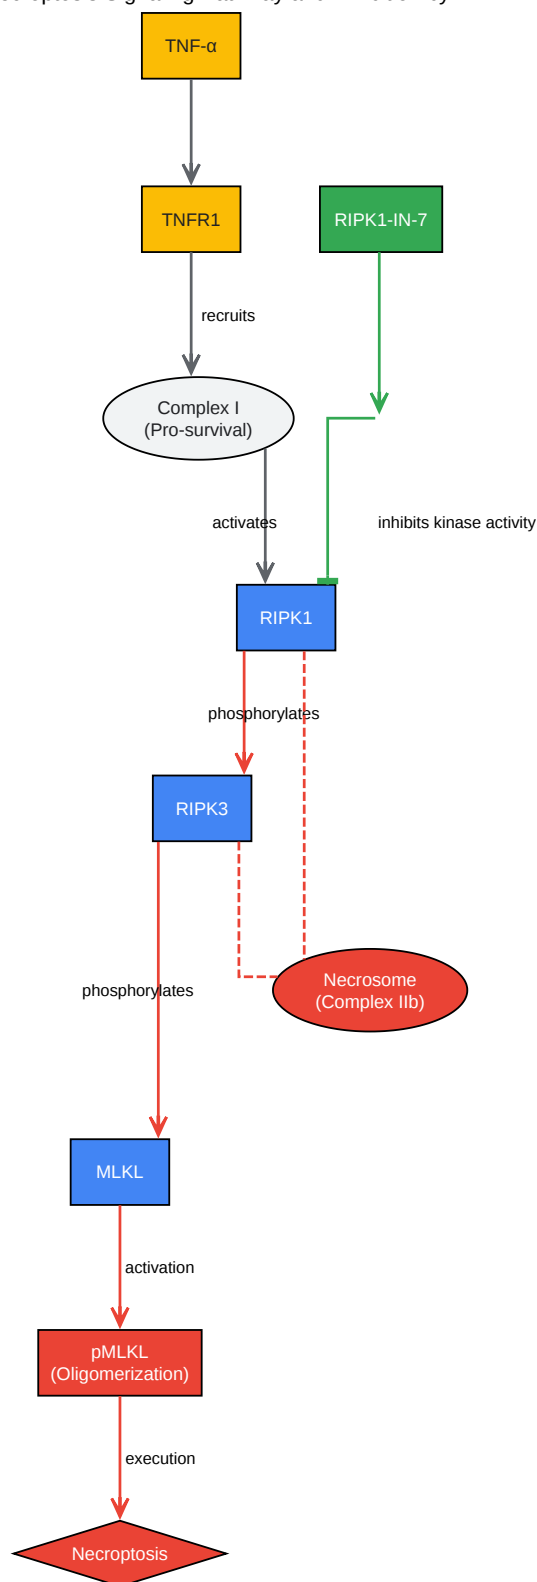 TNF-α
TNFR1
RIPK1-IN-7
recruits
Complex I
(Pro-survival)
activates
inhibits kinase activity
RIPK1
phosphorylates
RIPK3
Necrosome
(Complex IIb)
phosphorylates
MLKL
activation
pMLKL
(Oligomerization)
execution
Necroptosis